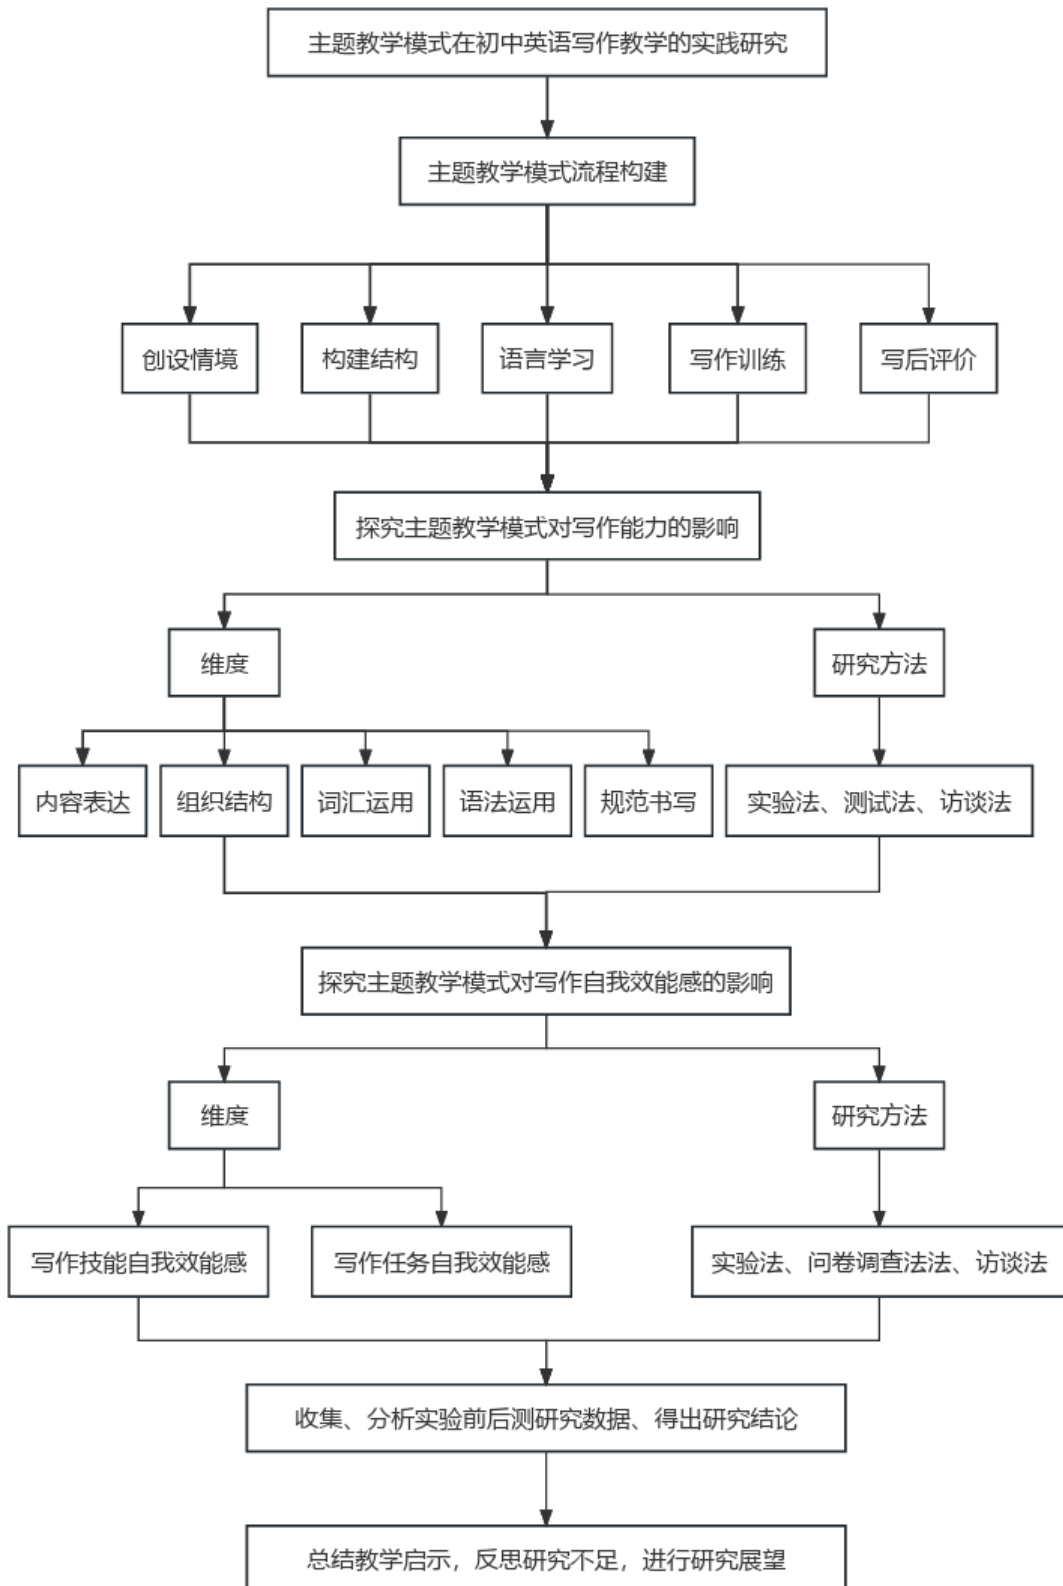 主题教学模式在初中英语写作教学的实践研究
主题教学模式流程构建
创设情境
构建结构
语言学习
写作训练
写后评价
探究主题教学模式对写作能力的影响
维度
研究方法
内容表达
组织结构
词汇运用
语法运用
规范书写
实验法、测试法、访谈法
探究主题教学模式对写作自我效能感的影响
维度
研究方法
写作技能自我效能感
写作任务自我效能感
实验法、问卷调查法法、访谈法
收集、分析实验前后测研究数据、得出研究结论
总结教学启示，反思研究不足，进行研究展望